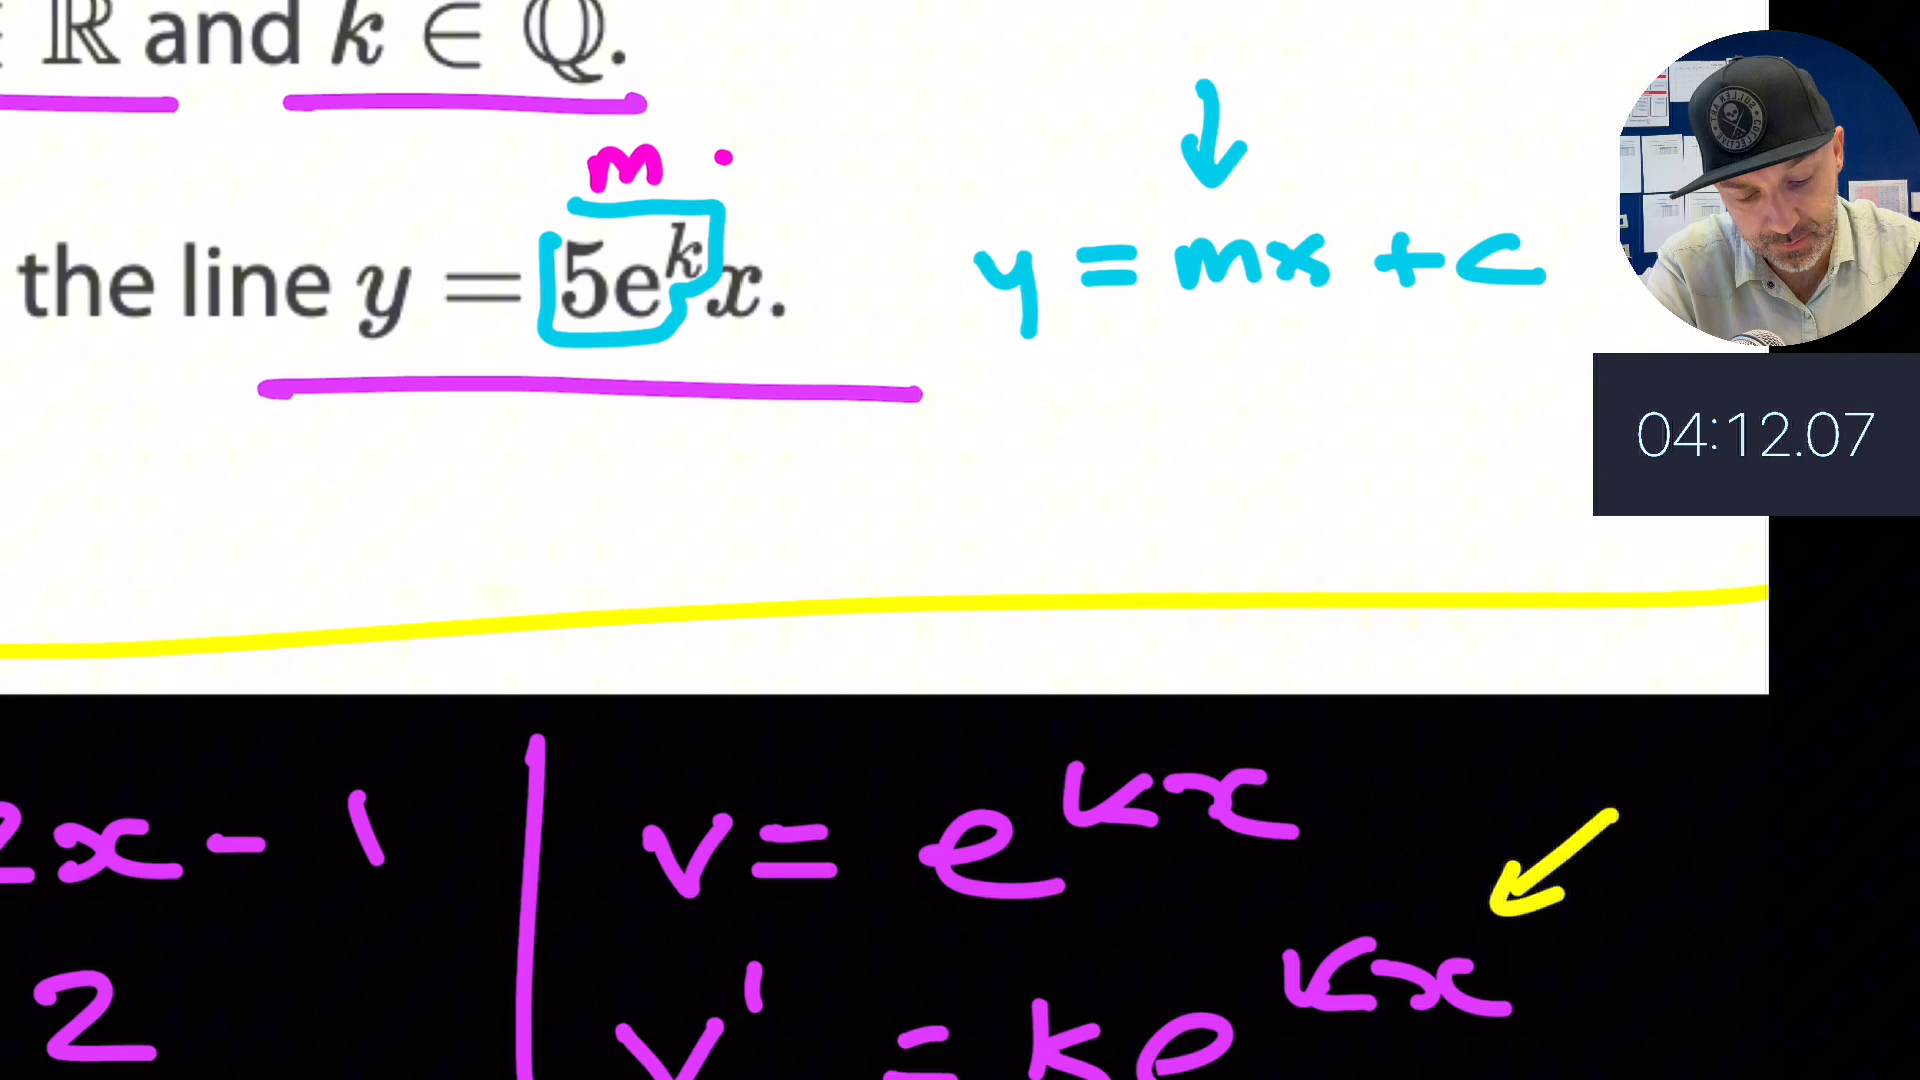 ℝ and k ∈ ℚ.
m
the line y = 5e^k x.
y = mx + c
04:12.07
2x - 1
v = e^kx
2
v' = ke^kx